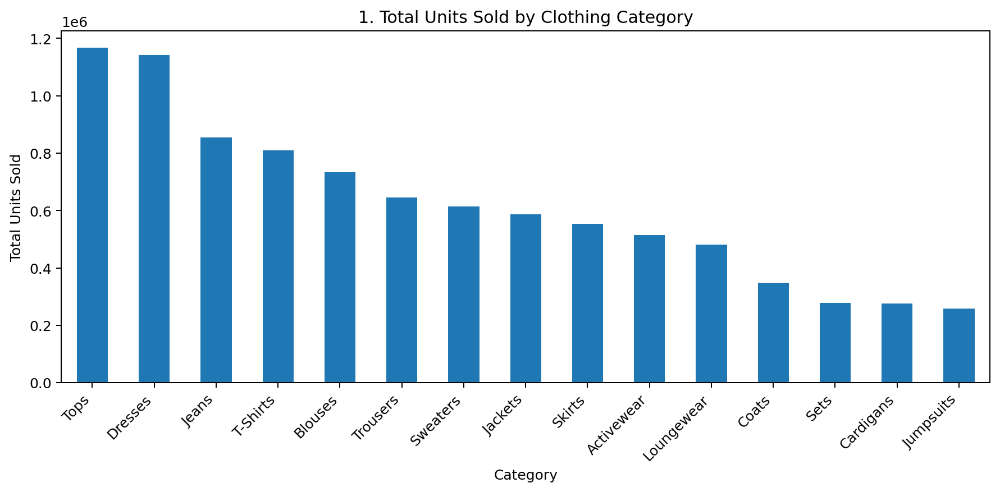 1. Total Units Sold by Clothing Category
1e6
1.2
1.0
0.8
0.6
0.4
0.2
0.0
Total Units Sold
Tops
Dresses
Jeans
T-Shirts
Blouses
Trousers
Sweaters
Jackets
Skirts
Activewear
Loungewear
Coats
Sets
Cardigans
Jumpsuits
Category